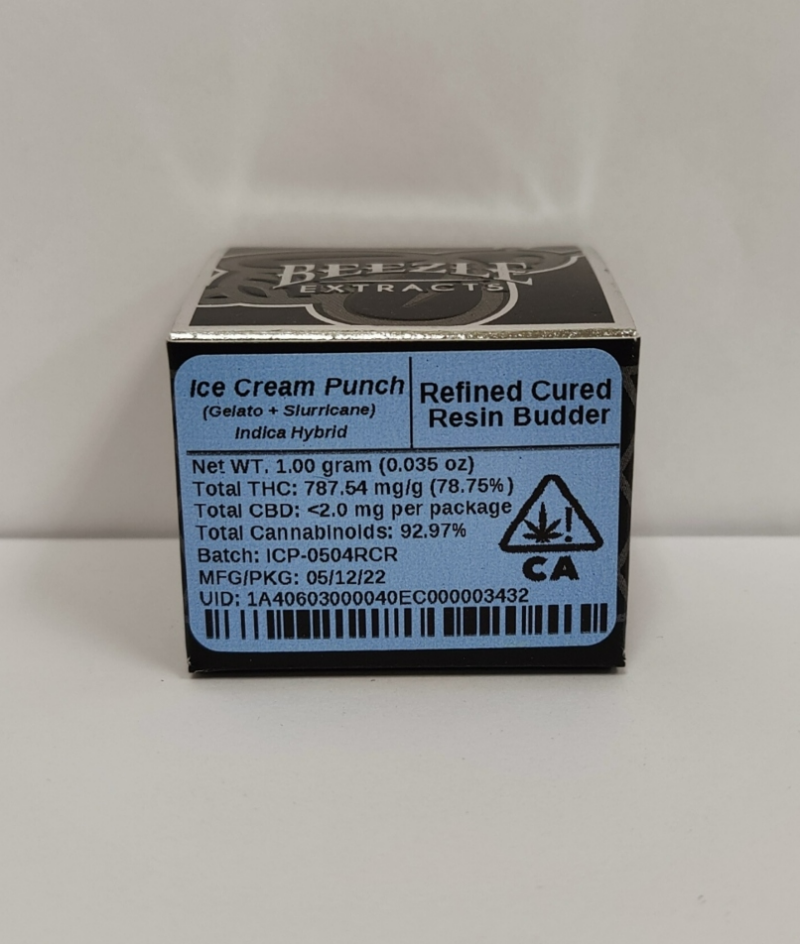 BEEZLE
EXTRACTS
Ice Cream Punch
(Gelato + Slurricane)
Indica Hybrid
Refined Cured
Resin Budder
Net WT. 1.00 gram (0.035 oz)
Total THC: 787.54 mg/g (78.75%)
Total CBD: <2.0 mg per package
Total Cannabinoids: 92.97%
Batch: ICP-0504RCR
MFG/PKG: 05/12/22
UID: 1A40603000040EC000003432
!
CA